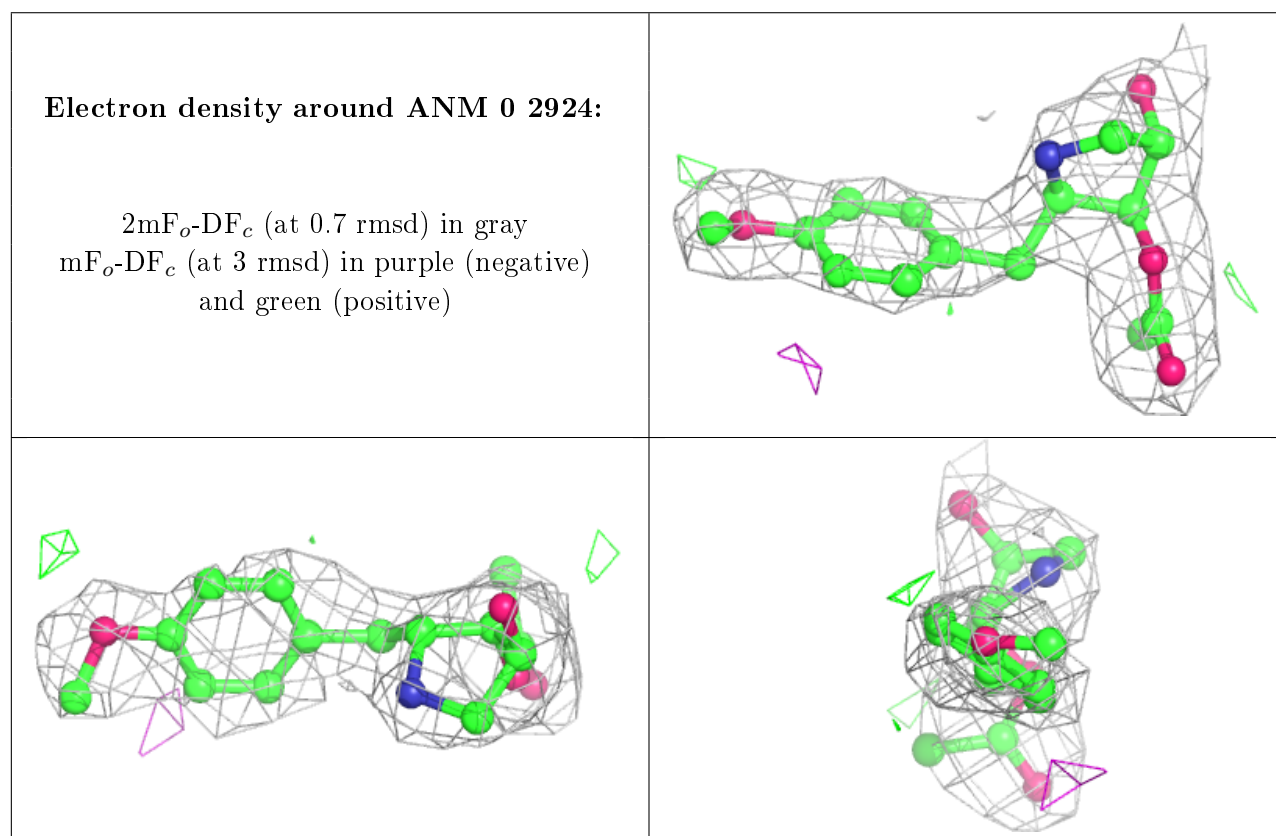 Electron density around ANM 0 2924:
2mFo-DFc (at 0.7 rmsd) in gray
mFo-DFc (at 3 rmsd) in purple (negative)
and green (positive)